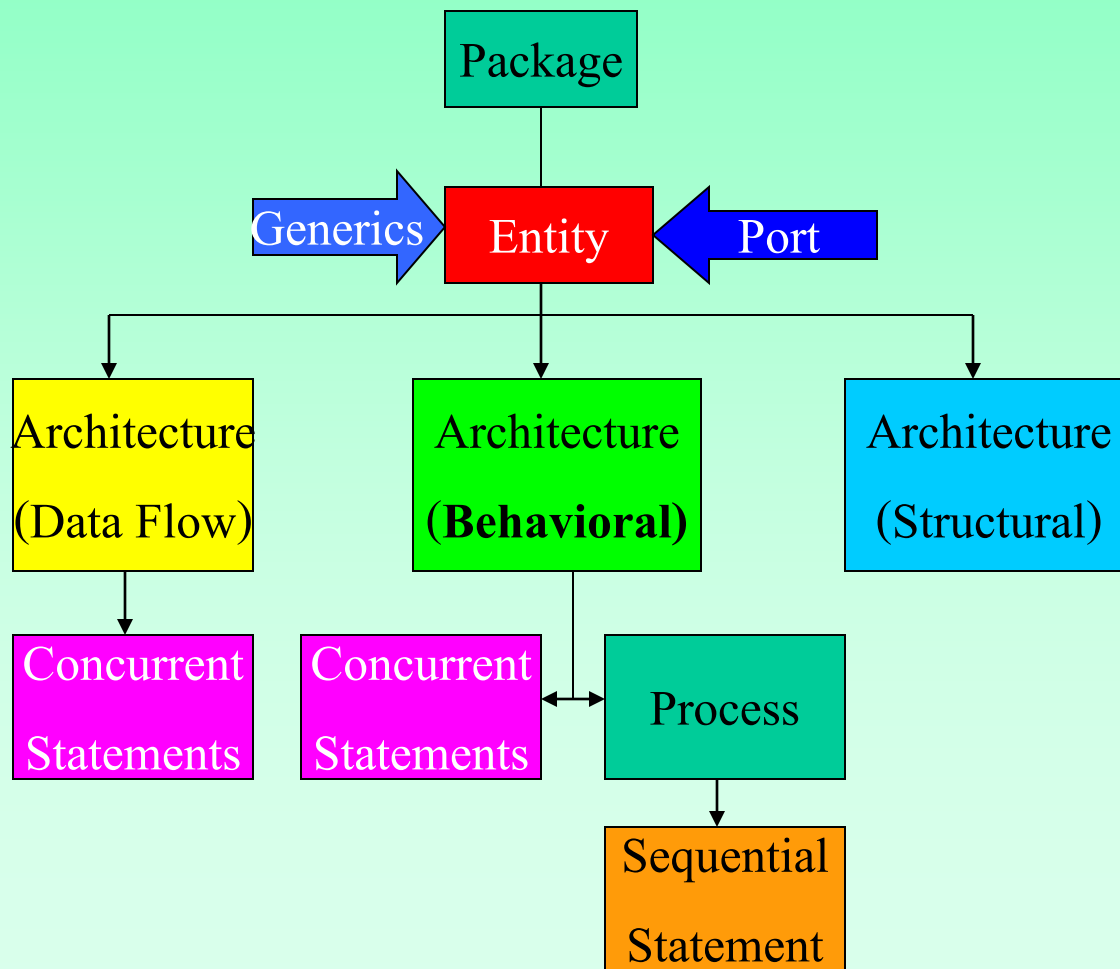 Package
Generics
Entity
Port
Architecture
(Data Flow)
Architecture
(Behavioral)
Architecture
(Structural)
Concurrent
Statements
Concurrent
Statements
Process
Sequential
Statement